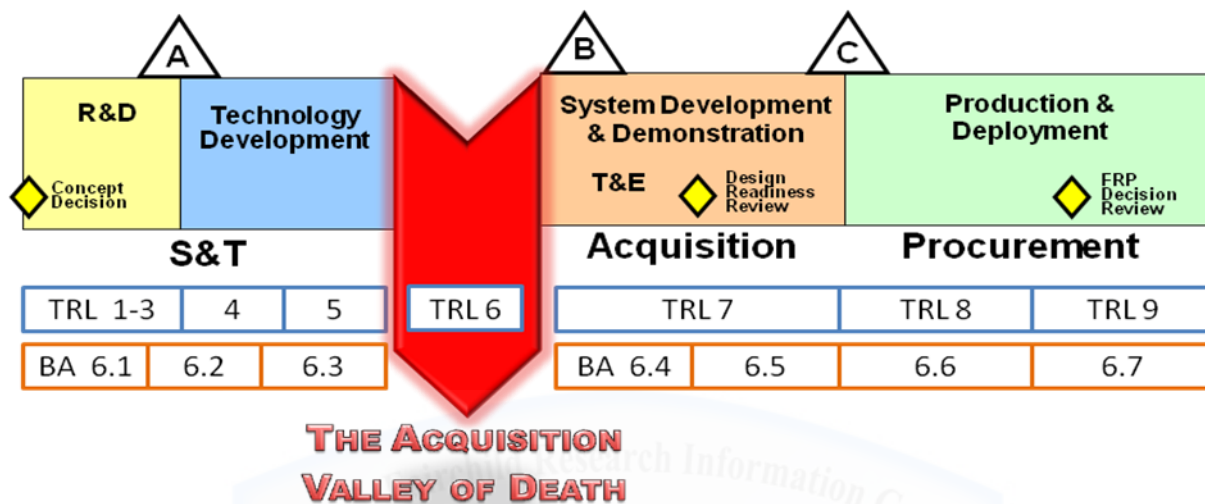 A
B
C
R&D
Technology
Development
System Development
& Demonstration
Production &
Deployment
Concept
Decision
T&E
Design
Readiness
Review
FRP
Decision
Review
S&T
Acquisition
Procurement
TRL 1-3
4
5
TRL 6
TRL 7
TRL 8
TRL 9
BA 6.1
6.2
6.3
BA 6.4
6.5
6.6
6.7
THE ACQUISITION
VALLEY OF DEATH
Research Information